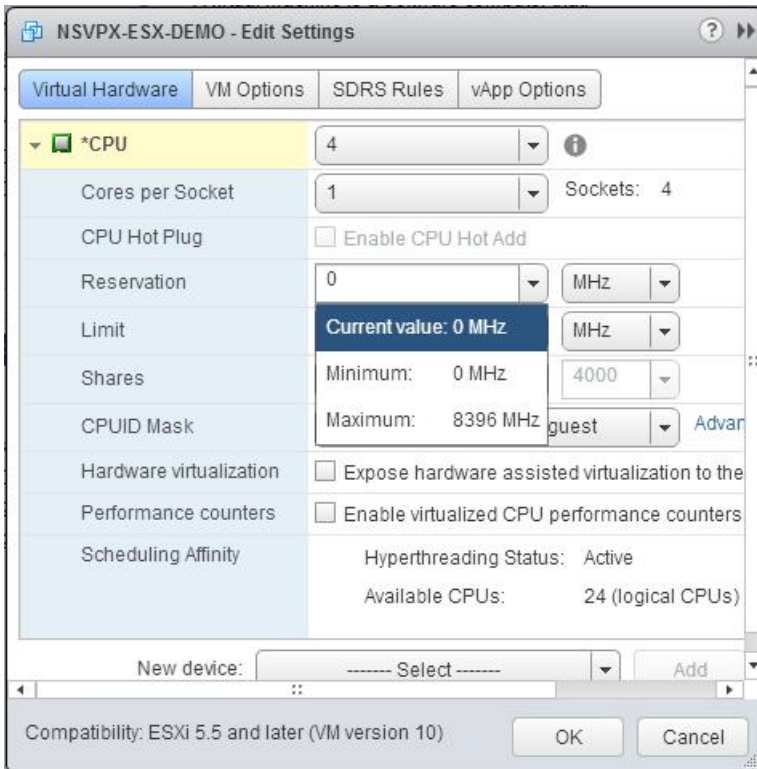 NSVPX-ESX-DEMO - Edit Settings
Virtual Hardware VM Options SDRS Rules vApp Options
*CPU 4
Cores per Socket 1 Sockets: 4
CPU Hot Plug Enable CPU Hot Add
Reservation 0 MHz
Limit Current value: 0 MHz MHz
Shares Minimum: 0 MHz 4000
CPUID Mask Maximum: 8396 MHz guest Advan
Hardware virtualization Expose hardware assisted virtualization to the
Performance counters Enable virtualized CPU performance counters
Scheduling Affinity Hyperthreading Status: Active
Available CPUs: 24 (logical CPUs)
New device: ------- Select ------- Add
Compatibility: ESXi 5.5 and later (VM version 10) OK Cancel